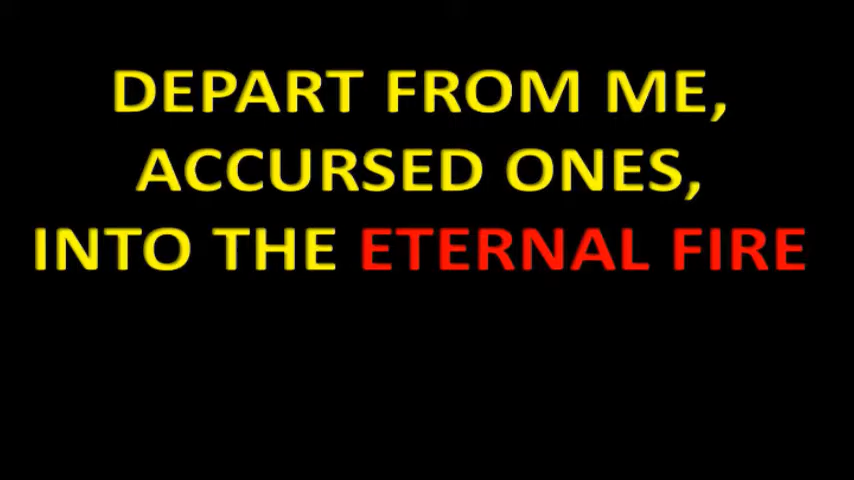 DEPART FROM ME,
ACCURSED ONES,
INTO THE ETERNAL FIRE